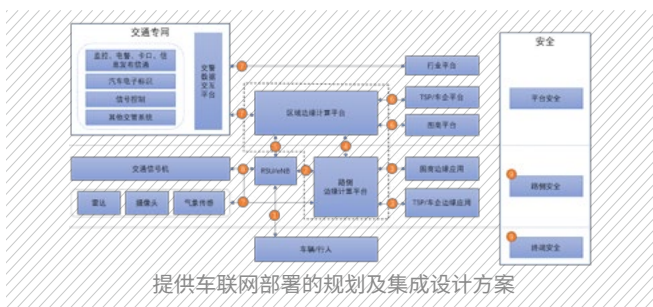 交通专网
安全
监控、电警、卡口、信
息发布诱通
汽车电子标识
信号控制
其他交管系统
交警
数据
交互
平台
行业平台
TSP/车企平台
图商平台
区域边缘计算平台
平台安全
交通信号机
RSU/eNB
路侧
边缘计算平台
图商边缘应用
TSP/车企边缘应用
雷达
摄像头
气象传感
路侧安全
车辆/行人
终端安全
提供车联网部署的规划及集成设计方案